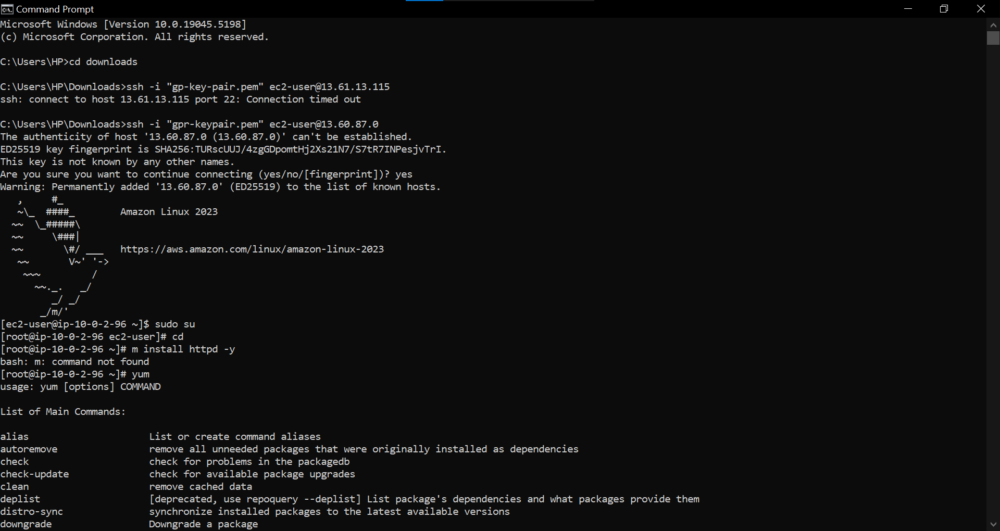 Command Prompt
Microsoft Windows [Version 10.0.19045.5198]
(c) Microsoft Corporation. All rights reserved.

C:\Users\HP>cd downloads

C:\Users\HP\Downloads>ssh -i "gp-key-pair.pem" ec2-user@13.61.13.115
ssh: connect to host 13.61.13.115 port 22: Connection timed out

C:\Users\HP\Downloads>ssh -i "gpr-keypair.pem" ec2-user@13.60.87.0
The authenticity of host '13.60.87.0 (13.60.87.0)' can't be established.
ED25519 key fingerprint is SHA256:TURscUUJ/4zgGDpomtHj2Xs21N7/S7tR7INPesjvTrI.
This key is not known by any other names.
Are you sure you want to continue connecting (yes/no/[fingerprint])? yes
Warning: Permanently added '13.60.87.0' (ED25519) to the list of known hosts.
   ,     #_
   ~\_  ####_        Amazon Linux 2023
  ~~  \_#####\
  ~~     \###|
  ~~       \#/ ___   https://aws.amazon.com/linux/amazon-linux-2023
   ~~       V~' '->
    ~~~         /
      ~~._.   _/
         _/ _/
       _/m/'
[ec2-user@ip-10-0-2-96 ~]$ sudo su
[root@ip-10-0-2-96 ec2-user]# cd
[root@ip-10-0-2-96 ~]# m install httpd -y
bash: m: command not found
[root@ip-10-0-2-96 ~]# yum
usage: yum [options] COMMAND

List of Main Commands:

alias                     List or create command aliases
autoremove                remove all unneeded packages that were originally installed as dependencies
check                     check for problems in the packagedb
check-update              check for available package upgrades
clean                     remove cached data
deplist                   [deprecated, use repoquery --deplist] List package's dependencies and what packages provide them
distro-sync               synchronize installed packages to the latest available versions
downgrade                 Downgrade a package